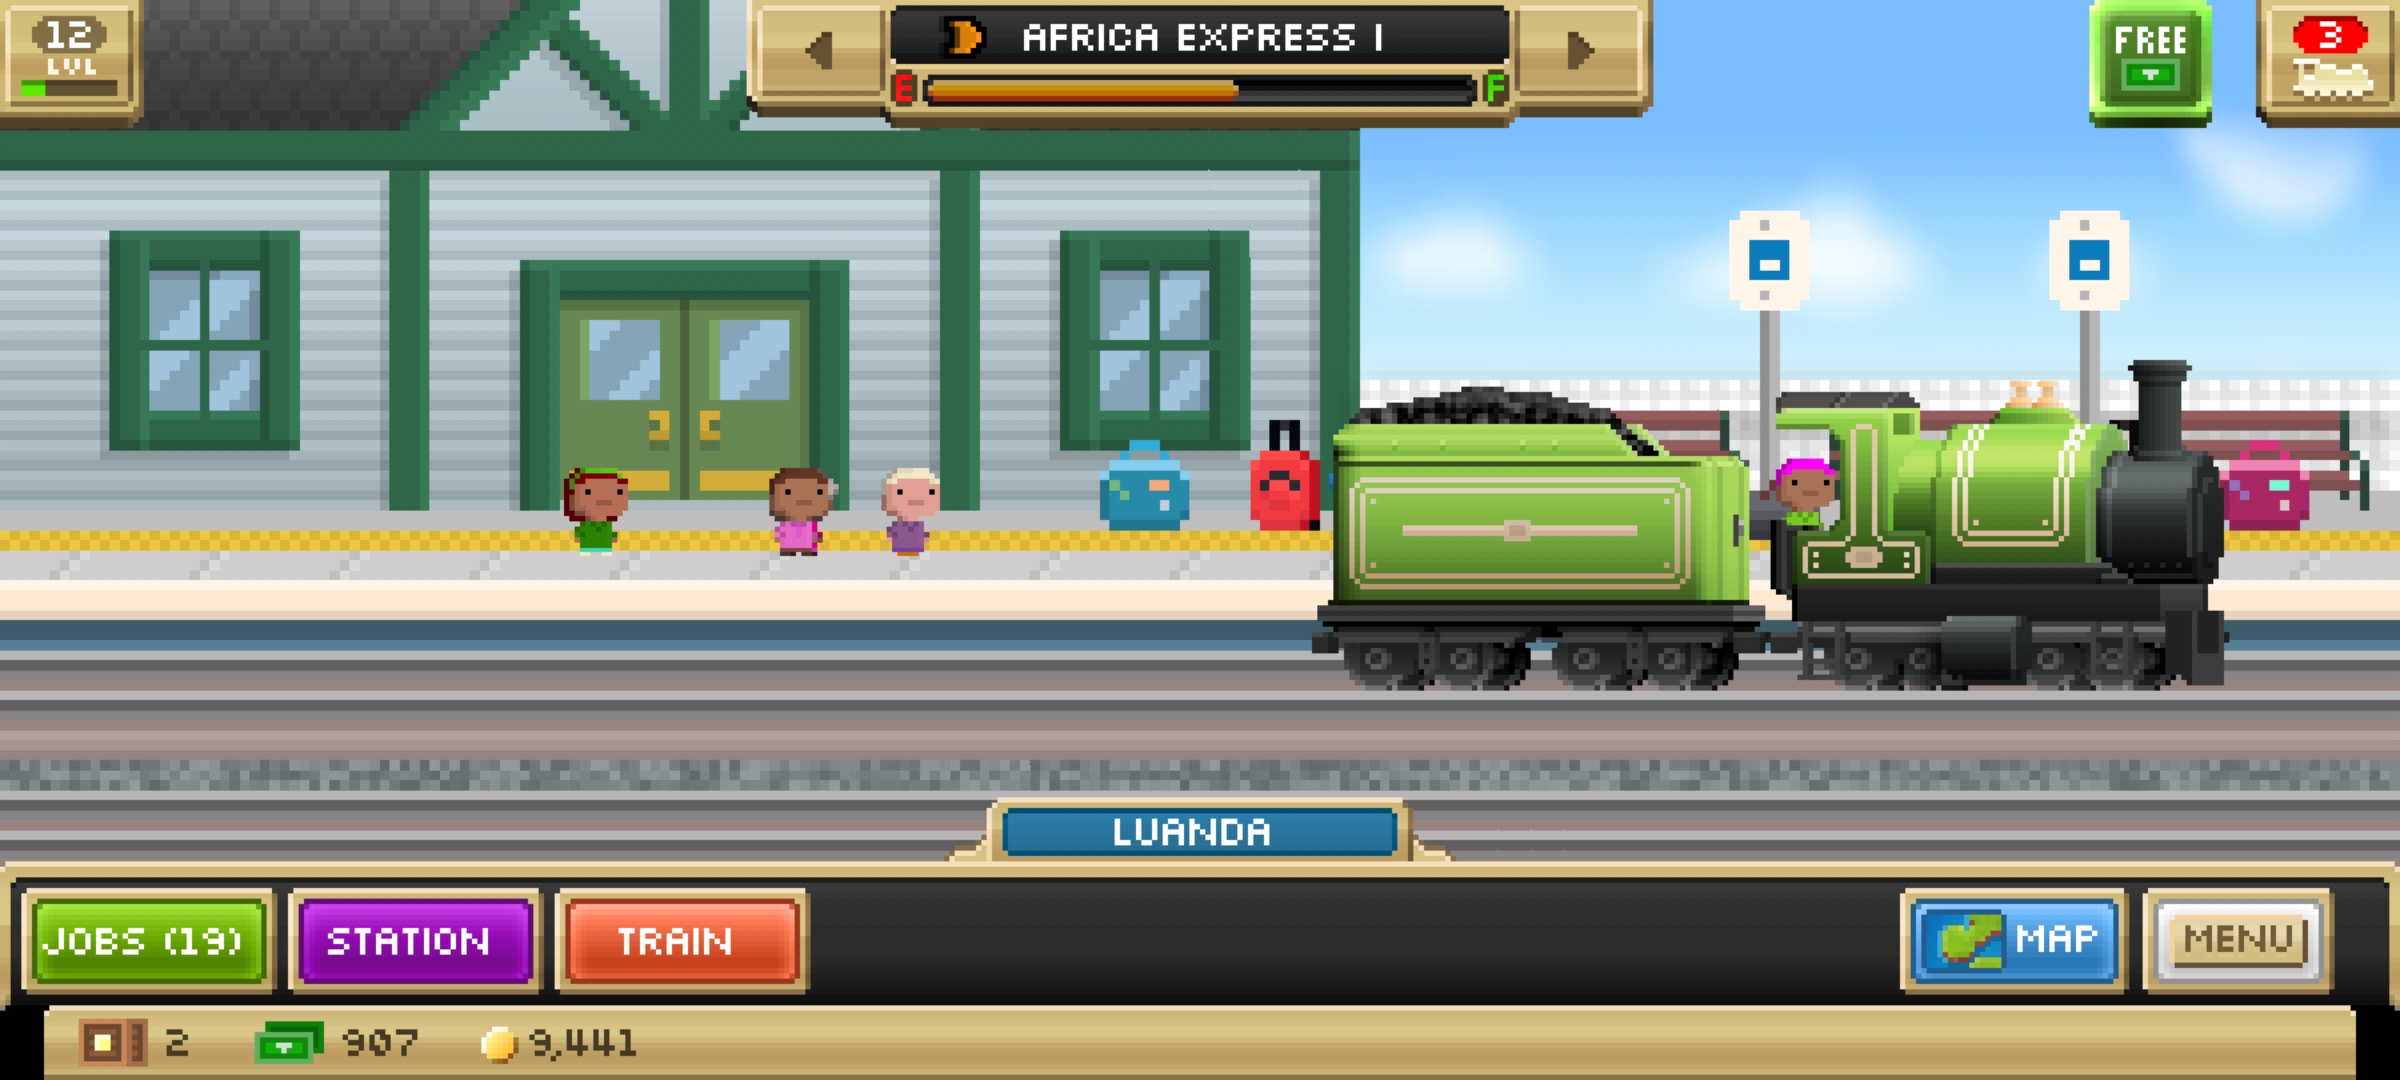 12
LVL
AFRICA EXPRESS I
E F
FREE
3
LUANDA
JOBS (19)
STATION
TRAIN
MAP
MENU
2
907
9,441